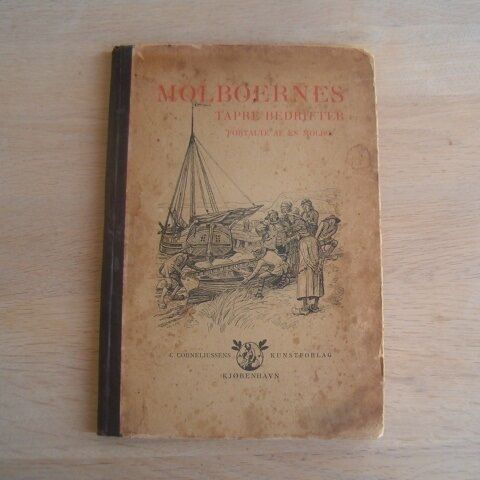 MOLBOERNES
TAPRE BEDRIFTER
FORTALTE AF EN MOLBO
C. CORNELIUSSENS KUNSTFORLAG
KJØBENHAVN